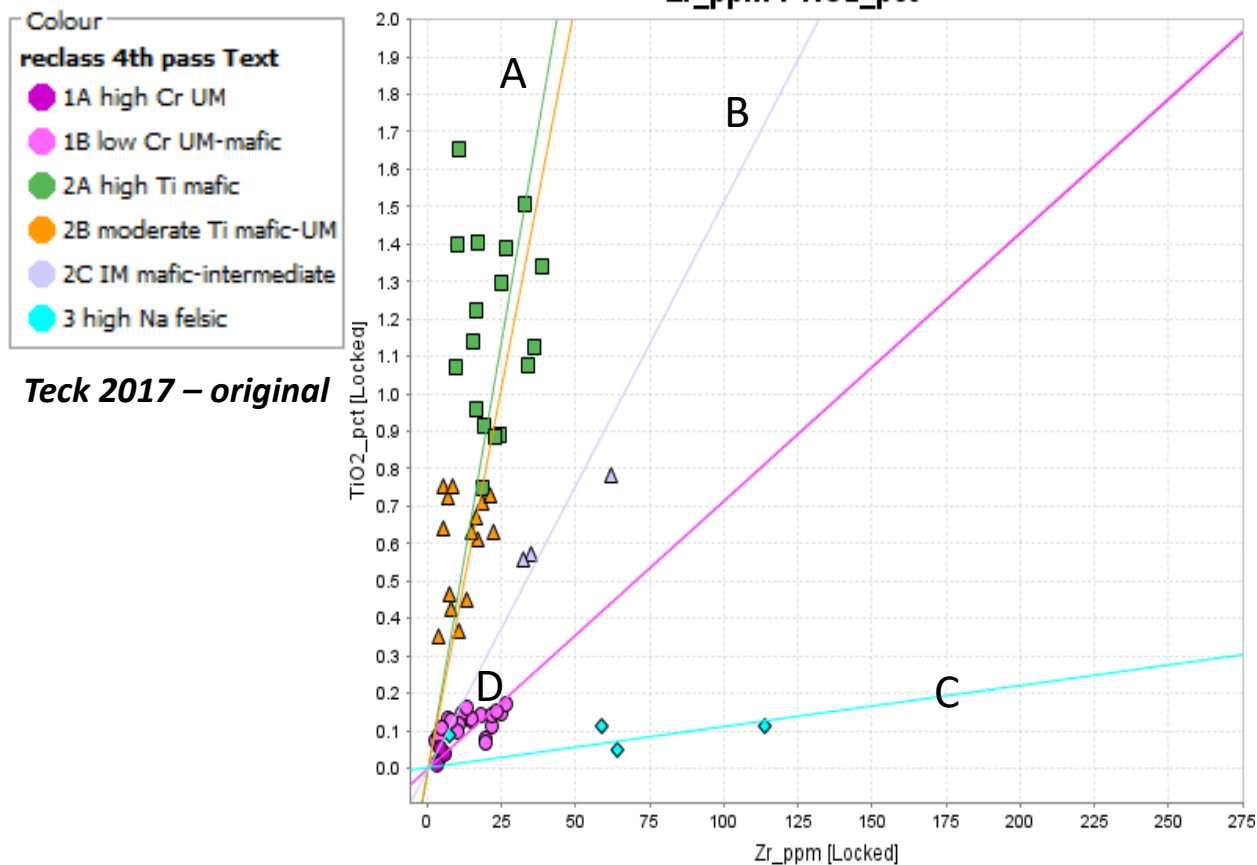 Colour
reclass 4th pass Text
1A high Cr UM
1B low Cr UM-mafic
2A high Ti mafic
2B moderate Ti mafic-UM
2C IM mafic-intermediate
3 high Na felsic
Teck 2017 – original
TiO2_pct [Locked]
2.0
1.9
1.8
1.7
1.6
1.5
1.4
1.3
1.2
1.1
1.0
0.9
0.8
0.7
0.6
0.5
0.4
0.3
0.2
0.1
0.0
A
B
D
C
0 25 50 75 100 125 150 175 200 225 250 275
Zr_ppm [Locked]